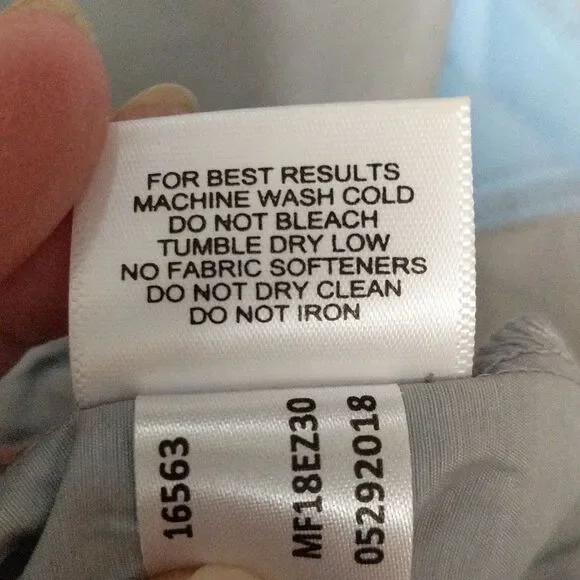 FOR BEST RESULTS
MACHINE WASH COLD
DO NOT BLEACH
TUMBLE DRY LOW
NO FABRIC SOFTENERS
DO NOT DRY CLEAN
DO NOT IRON
16563
MF18EZ30
05292018